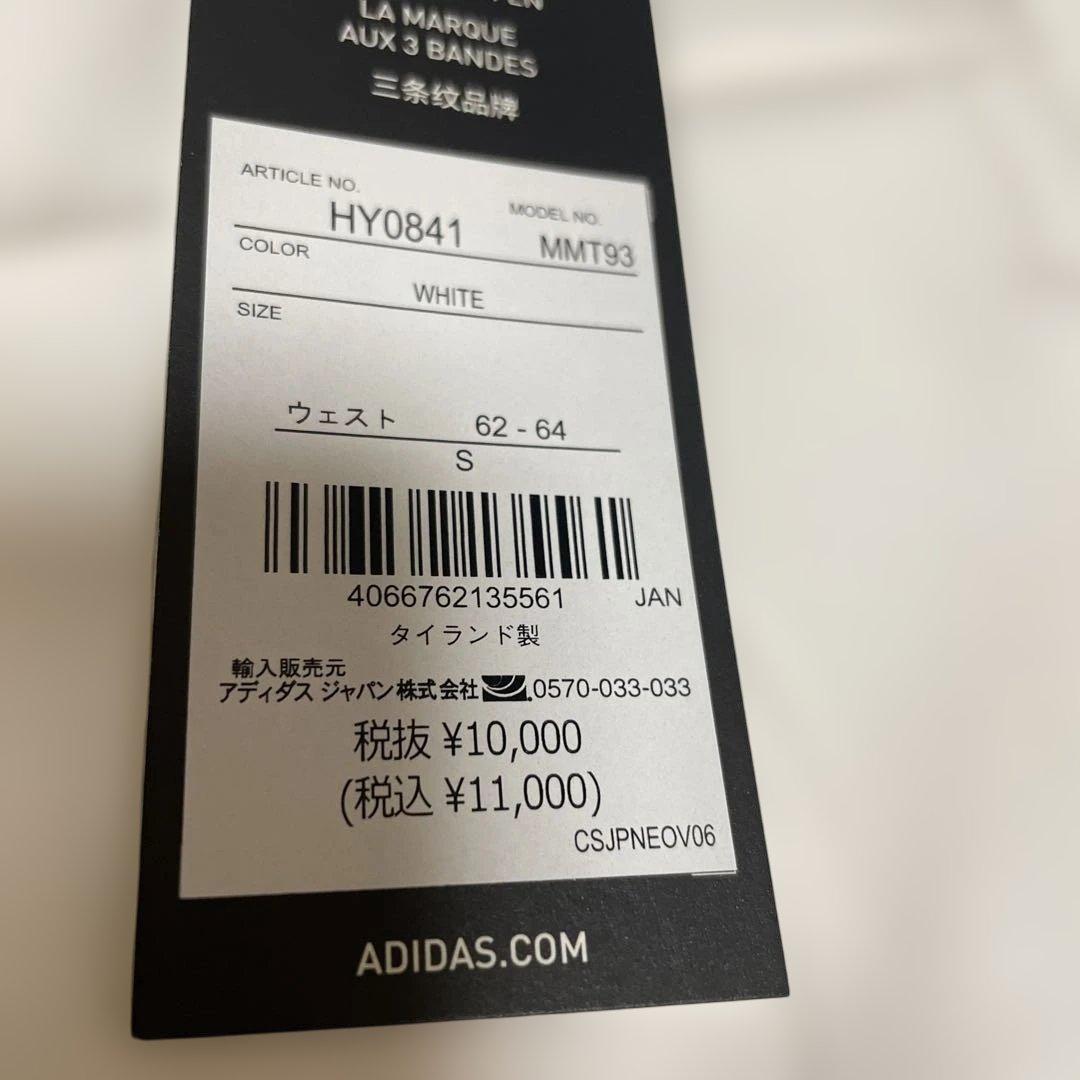 LA MARQUE
AUX 3 BANDES
三条纹品牌
ARTICLE NO.
HY0841
MODEL NO.
MMT93
COLOR
WHITE
SIZE
ウェスト 62 - 64
S
4066762135561 JAN
タイランド製
輸入販売元
アディダス ジャパン株式会社 0570-033-033
税抜 ¥10,000
(税込 ¥11,000)
CSJPNEOV06
ADIDAS.COM